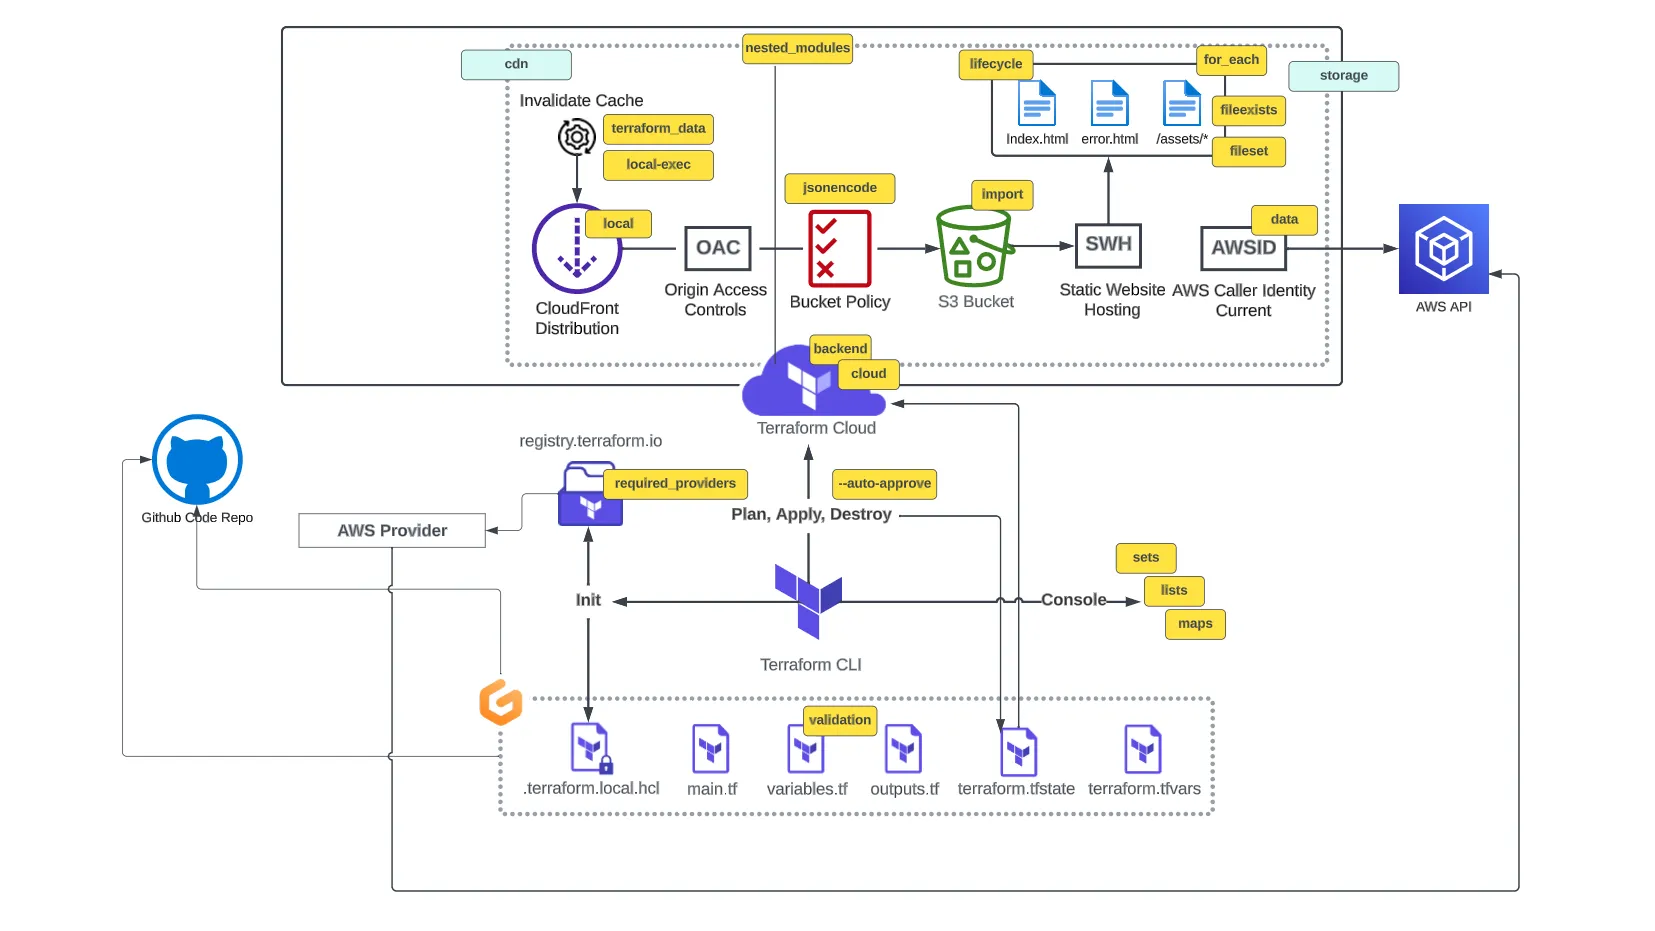 nested_modules
cdn
lifecycle
for_each
storage
Invalidate Cache
terraform_data
local-exec
Index.html
error.html
/assets/*
fileexists
fileset
jsonencode
import
local
data
OAC
SWH
AWSID
CloudFront
Distribution
Origin Access
Controls
Bucket Policy
S3 Bucket
Static Website
Hosting
AWS Caller Identity
Current
AWS API
backend
cloud
Terraform Cloud
registry.terraform.io
required_providers
--auto-approve
Plan, Apply, Destroy
Github Code Repo
AWS Provider
Init
Console
sets
lists
maps
Terraform CLI
validation
.terraform.local.hcl
main.tf
variables.tf
outputs.tf
terraform.tfstate
terraform.tfvars